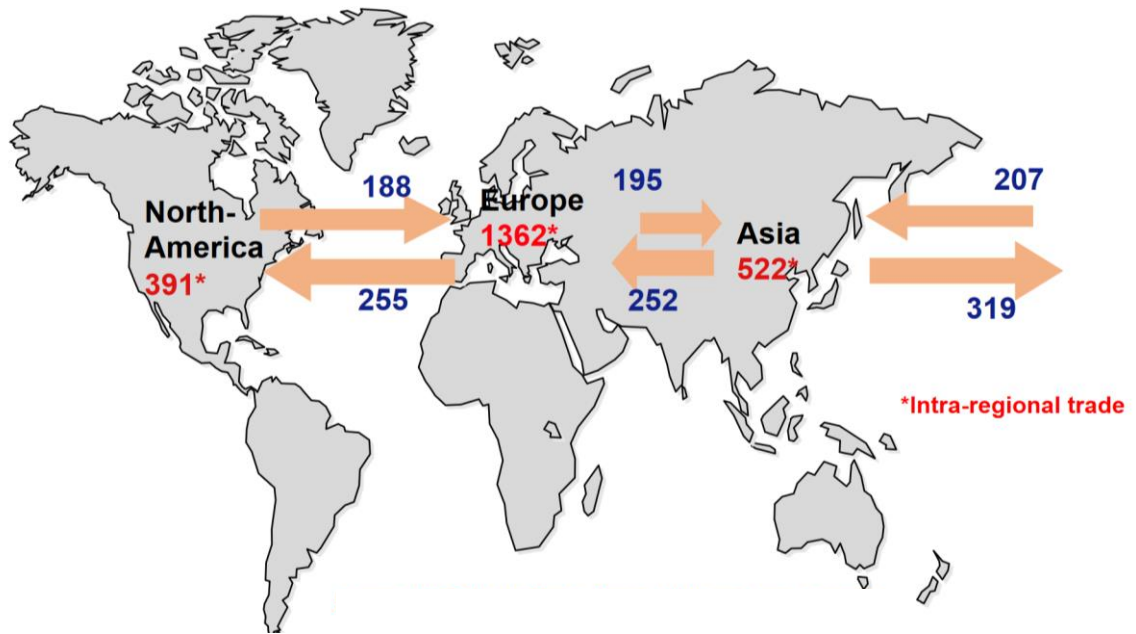 188
195
207
North-
America
391*
Europe
1362*
Asia
522*
255
252
319
*Intra-regional trade